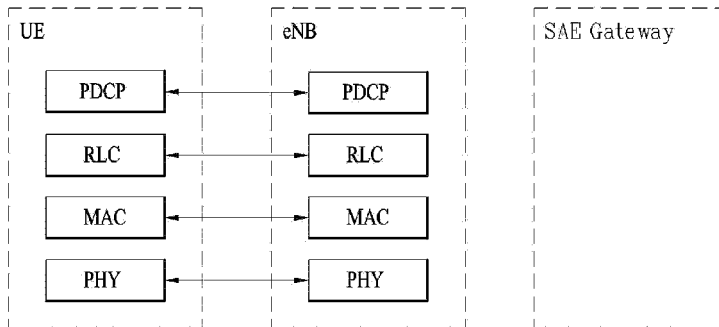 UE eNB SAE Gateway
PDCP PDCP
RLC RLC
MAC MAC
PHY PHY